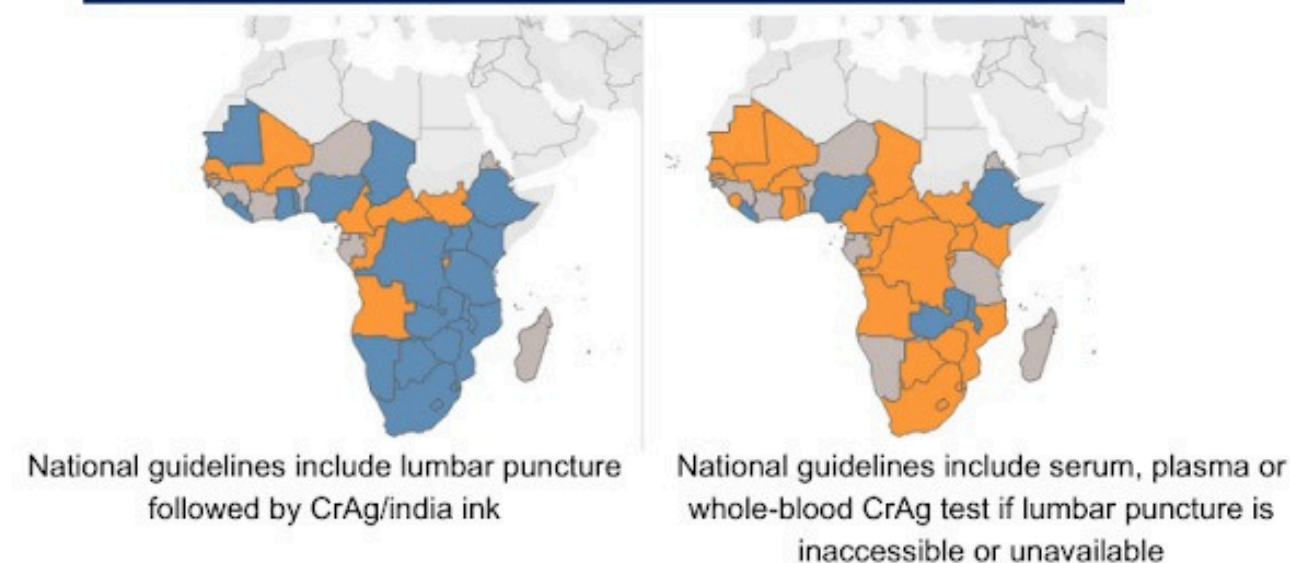 National guidelines include lumbar puncture
followed by CrAg/india ink
National guidelines include serum, plasma or
whole-blood CrAg test if lumbar puncture is
inaccessible or unavailable